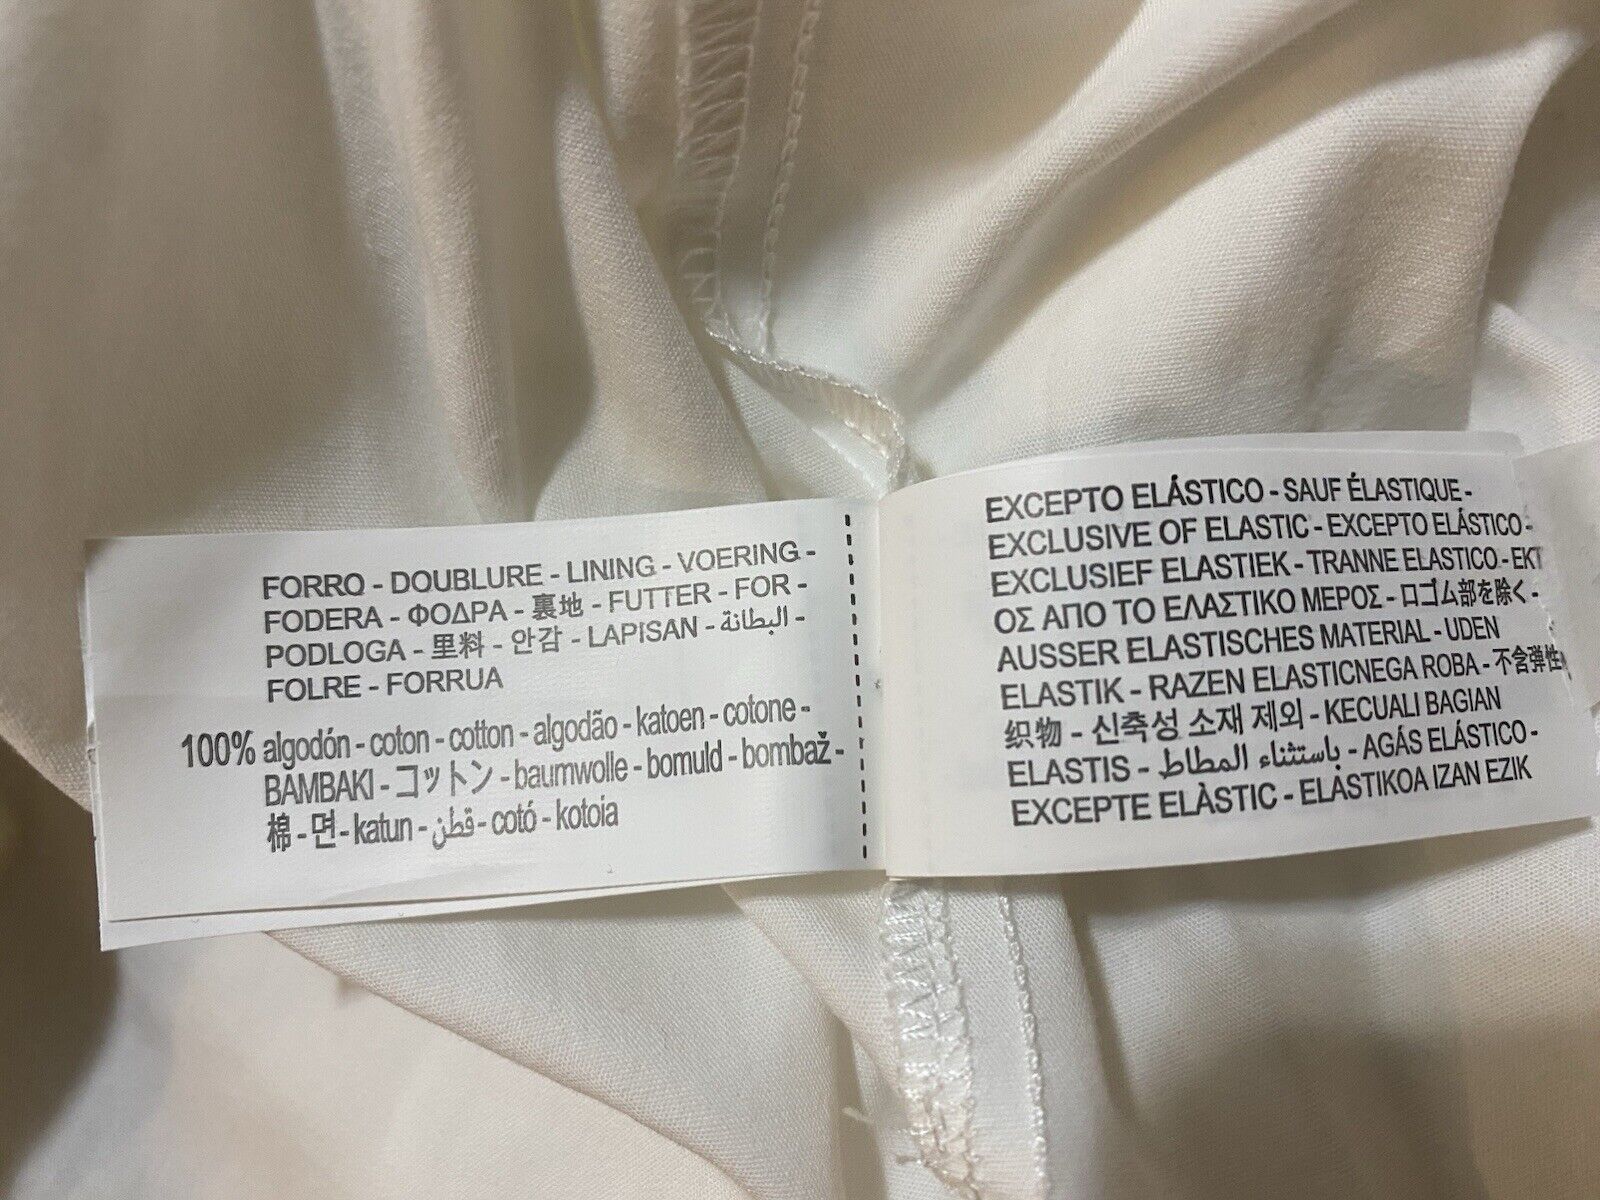 FORRO - DOUBLURE - LINING - VOERING -
FODERA - ΦΟΔΡΑ - 裏地 - FUTTER - FOR -
PODLOGA - 里料 - 안감 - LAPISAN - البطانة -
FOLRE - FORRUA
100% algodón - coton - cotton - algodão - katoen - cotone -
BAMBAKI - コットン - baumwolle - bomuld - bombaž -
棉 - 면 - katun - قطن - cotó - kotoia
EXCEPTO ELÁSTICO - SAUF ÉLASTIQUE -
EXCLUSIVE OF ELASTIC - EXCEPTO ELÁSTICO -
EXCLUSIEF ELASTIEK - TRANNE ELASTICO - ΕΚΤ
ΟΣ ΑΠΟ ΤΟ ΕΛΑΣΤΙΚΟ ΜΕΡΟΣ - ロゴム部を除く -
AUSSER ELASTISCHES MATERIAL - UDEN
ELASTIK - RAZEN ELASTICNEGA ROBA - 不含弹性
织物 - 신축성 소재 제외 - KECUALI BAGIAN
ELASTIS - باستثناء المطاط - AGÁS ELÁSTICO -
EXCEPTE ELÀSTIC - ELASTIKOA IZAN EZIK